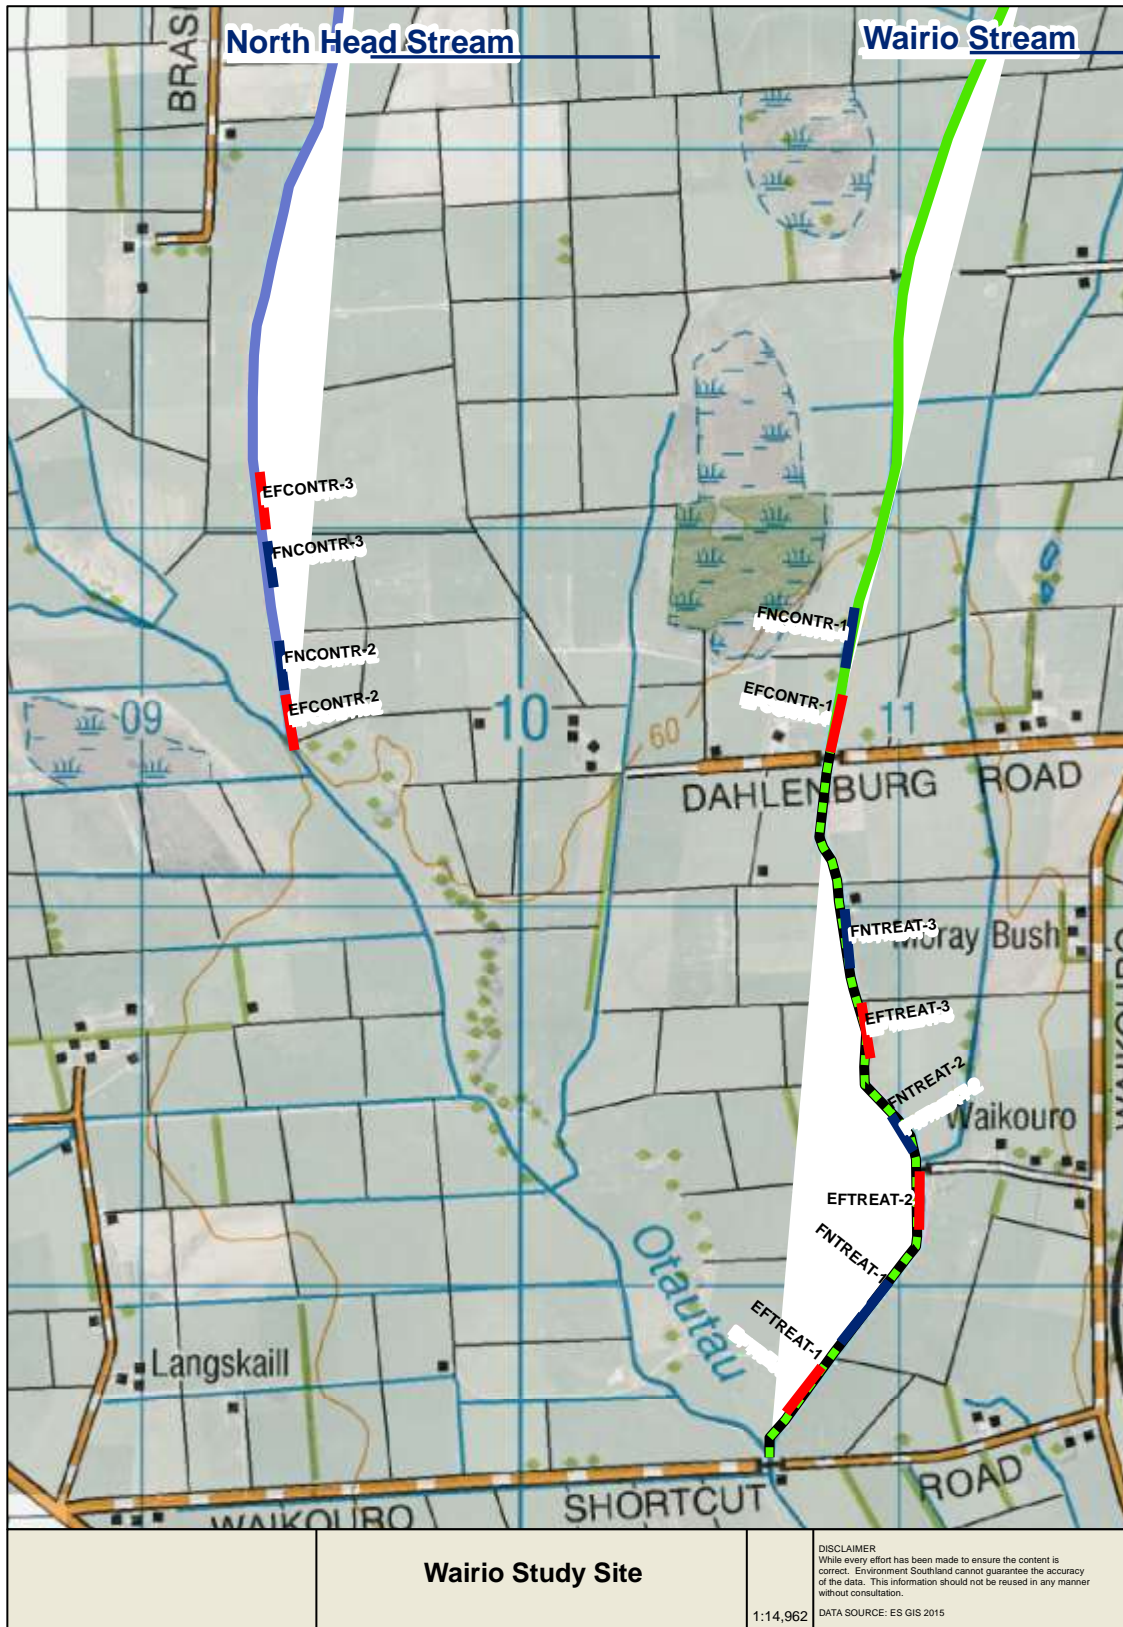 North Head Stream
Wairio Stream
EFCONTR-3
FNCONTR-3
FNCONTR-2
EFCONTR-2
FNCONTR-1
EFCONTR-1
09
10
11
60
DAHLENBURG ROAD
FNTREAT-3
Moray Bush
EFTREAT-3
FNTREAT-2
Waikouro
EFTREAT-2
FNTREAT-1
Otautau
EFTREAT-1
Langskaill
WAIKOURO SHORTCUT ROAD
Wairio Study Site
1:14,962
DISCLAIMER
While every effort has been made to ensure the content is
correct. Environment Southland cannot guarantee the accuracy
of the data. This information should not be reused in any manner
without consultation.
DATA SOURCE: ES GIS 2015